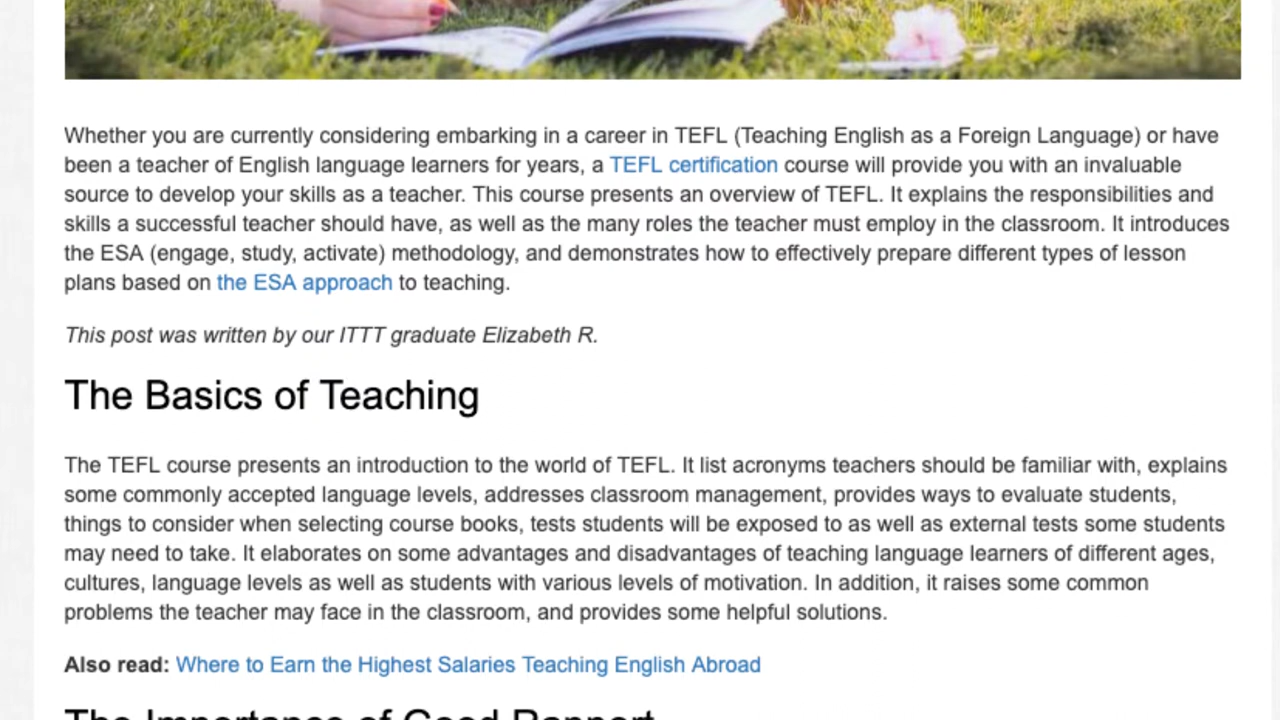 Whether you are currently considering embarking in a career in TEFL (Teaching English as a Foreign Language) or have
been a teacher of English language learners for years, a TEFL certification course will provide you with an invaluable
source to develop your skills as a teacher. This course presents an overview of TEFL. It explains the responsibilities and
skills a successful teacher should have, as well as the many roles the teacher must employ in the classroom. It introduces
the ESA (engage, study, activate) methodology, and demonstrates how to effectively prepare different types of lesson
plans based on the ESA approach to teaching.
This post was written by our ITTT graduate Elizabeth R.
The Basics of Teaching
The TEFL course presents an introduction to the world of TEFL. It list acronyms teachers should be familiar with, explains
some commonly accepted language levels, addresses classroom management, provides ways to evaluate students,
things to consider when selecting course books, tests students will be exposed to as well as external tests some students
may need to take. It elaborates on some advantages and disadvantages of teaching language learners of different ages,
cultures, language levels as well as students with various levels of motivation. In addition, it raises some common
problems the teacher may face in the classroom, and provides some helpful solutions.
Also read: Where to Earn the Highest Salaries Teaching English Abroad
The Importance of Good Rapport